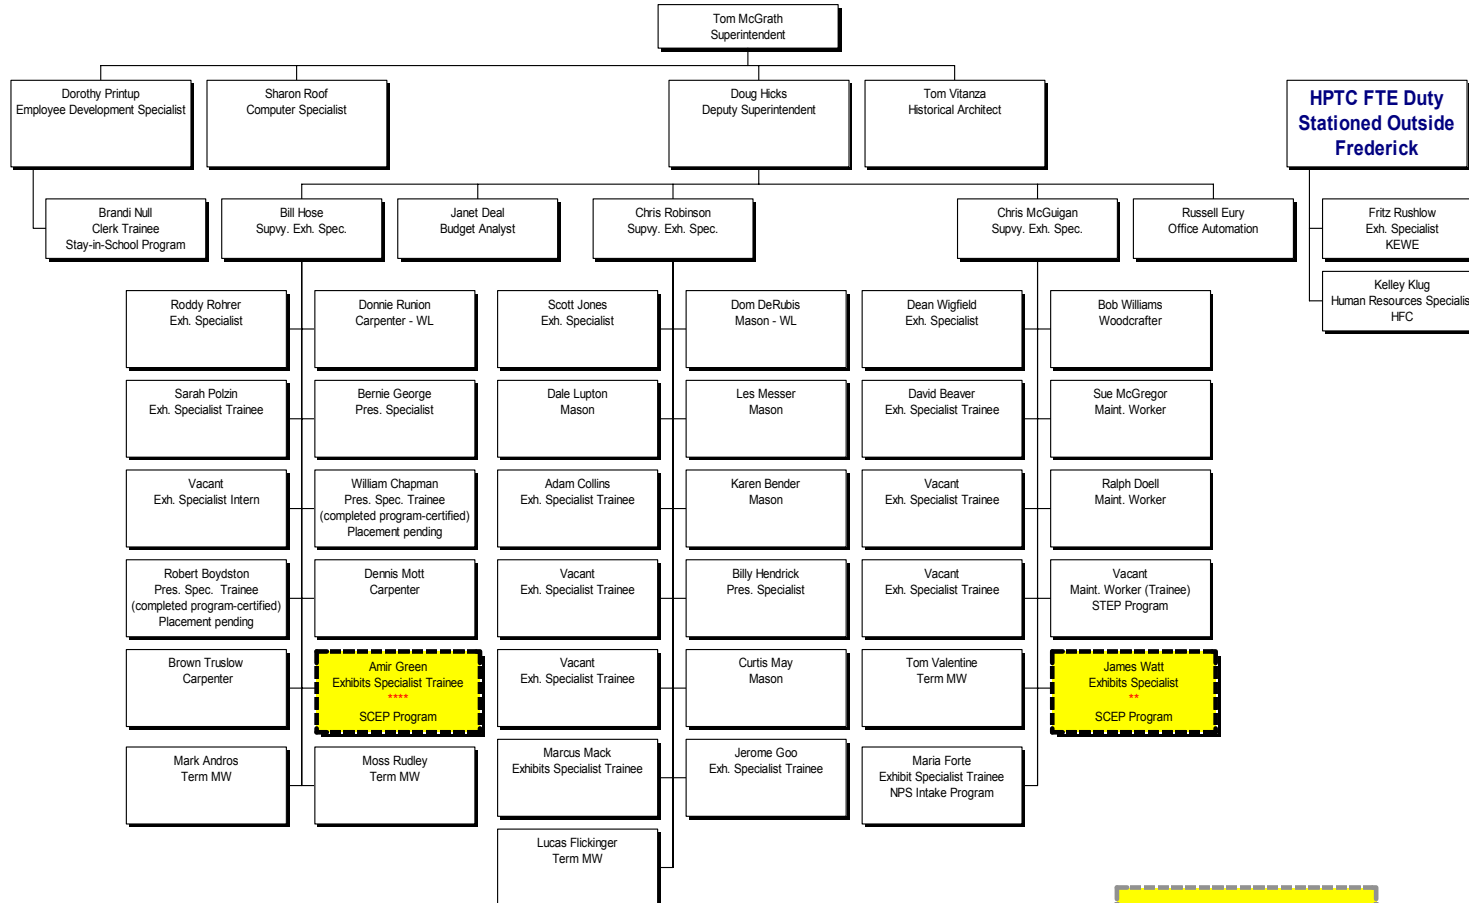 Tom McGrath
Superintendent
Dorothy Printup
Employee Development Specialist
Sharon Roof
Computer Specialist
Doug Hicks
Deputy Superintendent
Tom Vitanza
Historical Architect
HPTC FTE Duty
Stationed Outside
Frederick
Brandi Null
Clerk Trainee
Stay-in-School Program
Bill Hose
Supvy. Exh. Spec.
Janet Deal
Budget Analyst
Chris Robinson
Supvy. Exh. Spec.
Chris McGuigan
Supvy. Exh. Spec.
Russell Eury
Office Automation
Fritz Rushlow
Exh. Specialist
KEWE
Kelley Klug
Human Resources Specialis
HFC
Roddy Rohrer
Exh. Specialist
Donnie Runion
Carpenter - WL
Scott Jones
Exh. Specialist
Dom DeRubis
Mason - WL
Dean Wigfield
Exh. Specialist
Bob Williams
Woodcrafter
Sarah Polzin
Exh. Specialist Trainee
Bernie George
Pres. Specialist
Dale Lupton
Mason
Les Messer
Mason
David Beaver
Exh. Specialist Trainee
Sue McGregor
Maint. Worker
Vacant
Exh. Specialist Intern
William Chapman
Pres. Spec. Trainee
(completed program-certified)
Placement pending
Adam Collins
Exh. Specialist Trainee
Karen Bender
Mason
Vacant
Exh. Specialist Trainee
Ralph Doell
Maint. Worker
Robert Boydston
Pres. Spec. Trainee
(completed program-certified)
Placement pending
Dennis Mott
Carpenter
Vacant
Exh. Specialist Trainee
Billy Hendrick
Pres. Specialist
Vacant
Exh. Specialist Trainee
Vacant
Maint. Worker (Trainee)
STEP Program
Brown Truslow
Carpenter
Amir Green
Exhibits Specialist Trainee
****
SCEP Program
Vacant
Exh. Specialist Trainee
Curtis May
Mason
Tom Valentine
Term MW
James Watt
Exhibits Specialist
**
SCEP Program
Mark Andros
Term MW
Moss Rudley
Term MW
Marcus Mack
Exhibits Specialist Trainee
Jerome Goo
Exh. Specialist Trainee
Maria Forte
Exhibit Specialist Trainee
NPS Intake Program
Lucas Flickinger
Term MW